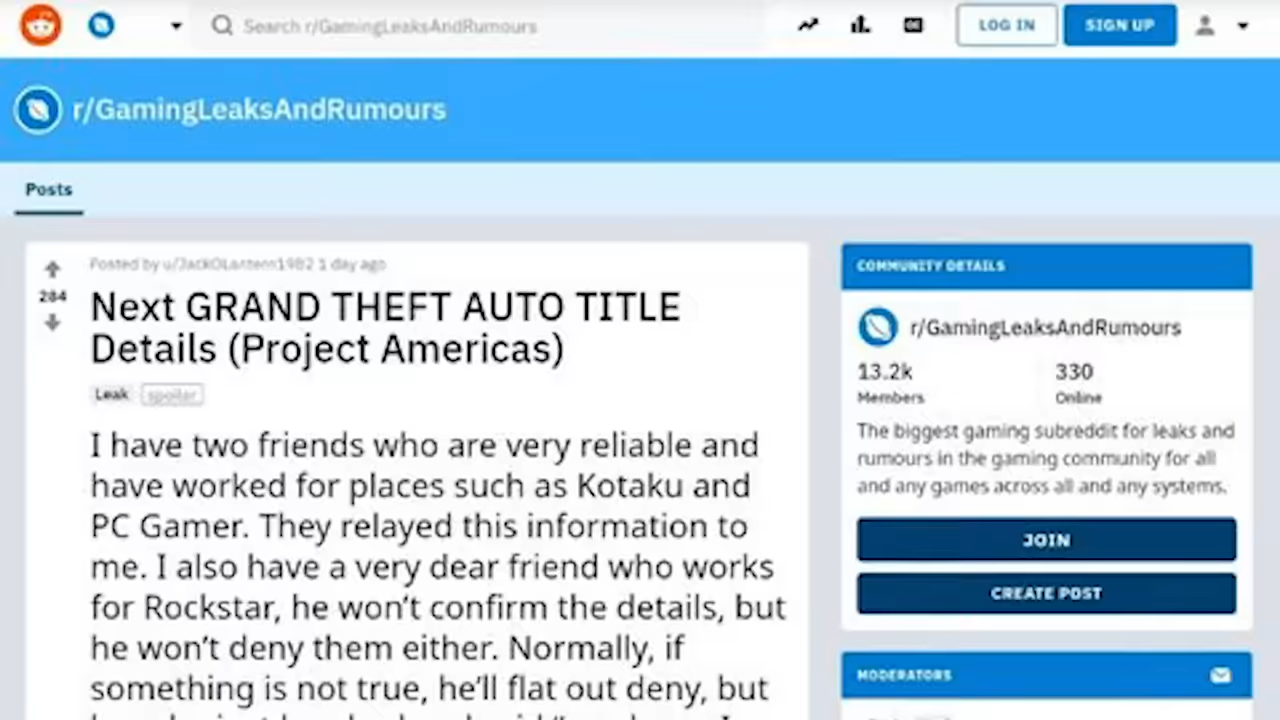 Search r/GamingLeaksAndRumours
LOG IN
SIGN UP
r/GamingLeaksAndRumours
Posts
Posted by u/JackOLantern1982 1 day ago
284
Next GRAND THEFT AUTO TITLE
Details (Project Americas)
Leak spoiler
I have two friends who are very reliable and
have worked for places such as Kotaku and
PC Gamer. They relayed this information to
me. I also have a very dear friend who works
for Rockstar, he won't confirm the details, but
he won't deny them either. Normally, if
something is not true, he'll flat out deny, but
COMMUNITY DETAILS
r/GamingLeaksAndRumours
13.2k 330
Members Online
The biggest gaming subreddit for leaks and
rumours in the gaming community for all
and any games across all and any systems.
JOIN
CREATE POST
MODERATORS